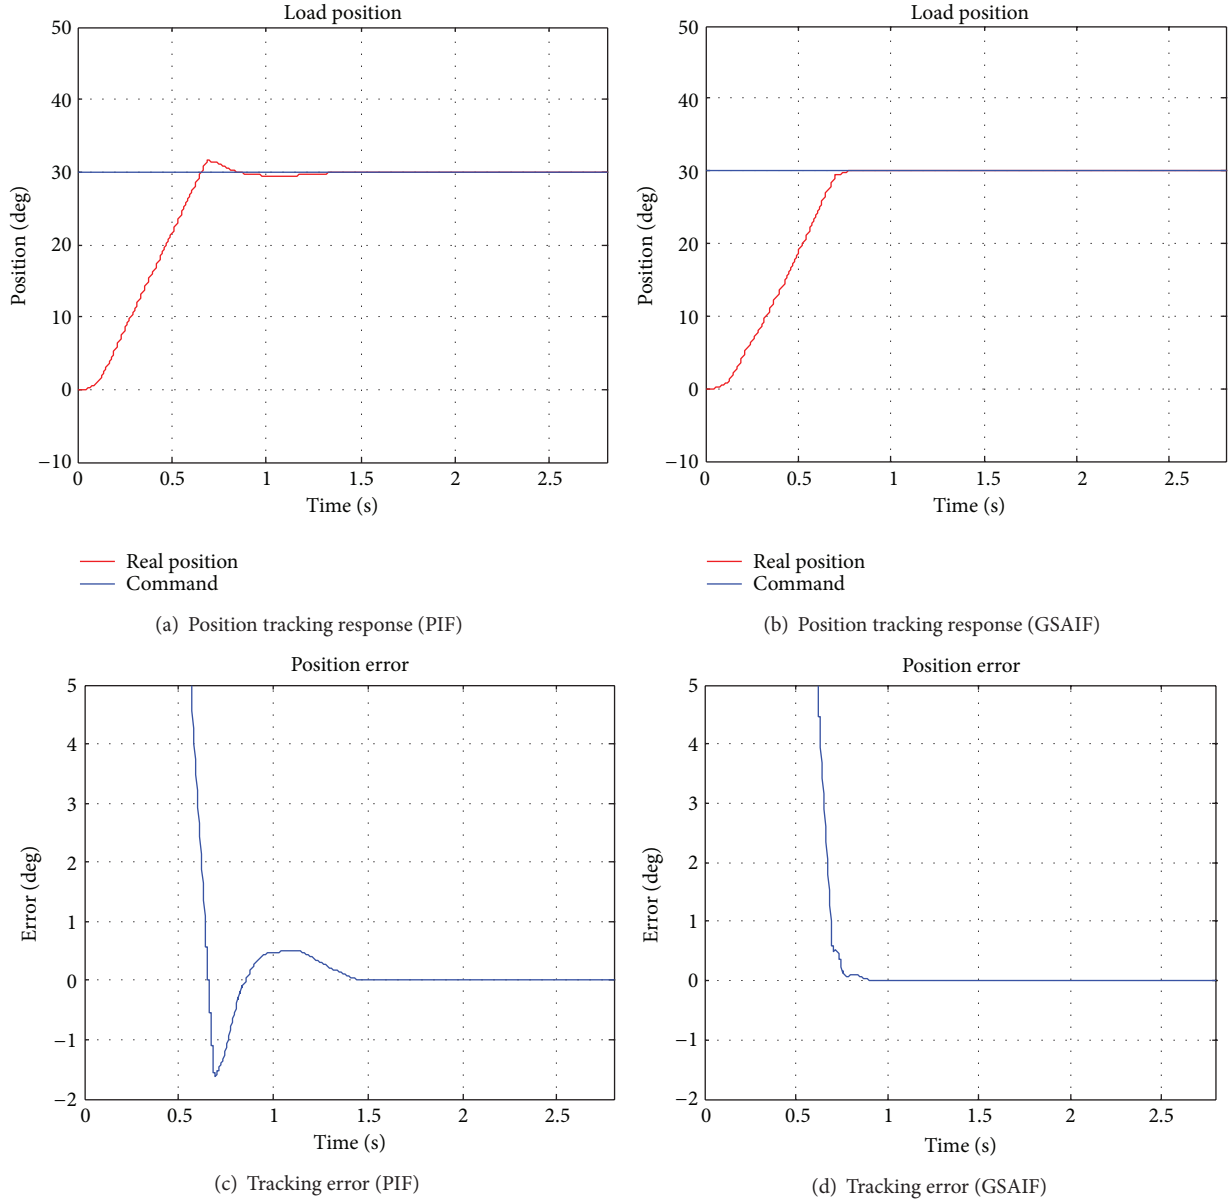 Load position
50
40
30
20
10
0
−10
Position (deg)
0 0.5 1 1.5 2 2.5
Time (s)
Real position
Command
(a) Position tracking response (PIF)
Load position
50
40
30
20
10
0
−10
Position (deg)
0 0.5 1 1.5 2 2.5
Time (s)
Real position
Command
(b) Position tracking response (GSAIF)
Position error
5
4
3
2
1
0
−1
−2
Error (deg)
0 0.5 1 1.5 2 2.5
Time (s)
(c) Tracking error (PIF)
Position error
5
4
3
2
1
0
−1
−2
Error (deg)
0 0.5 1 1.5 2 2.5
Time (s)
(d) Tracking error (GSAIF)